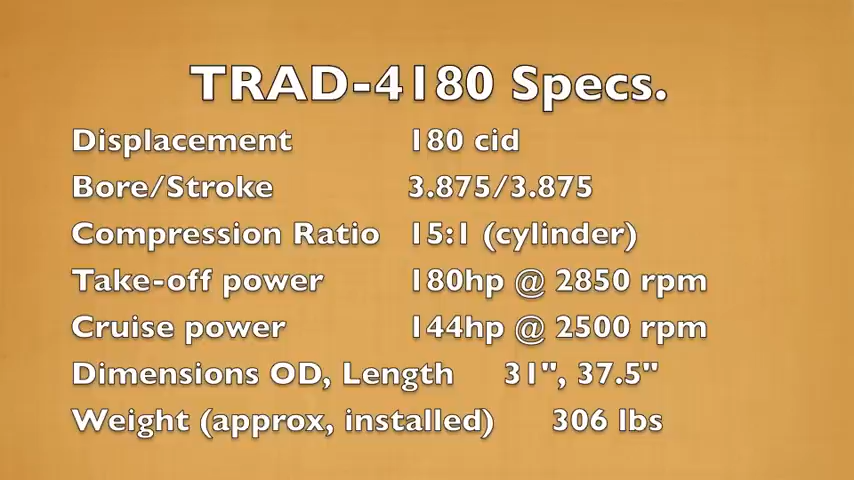 TRAD-4180 Specs.
Displacement 180 cid
Bore/Stroke 3.875/3.875
Compression Ratio 15:1 (cylinder)
Take-off power 180hp @ 2850 rpm
Cruise power 144hp @ 2500 rpm
Dimensions OD, Length 31", 37.5"
Weight (approx, installed) 306 lbs